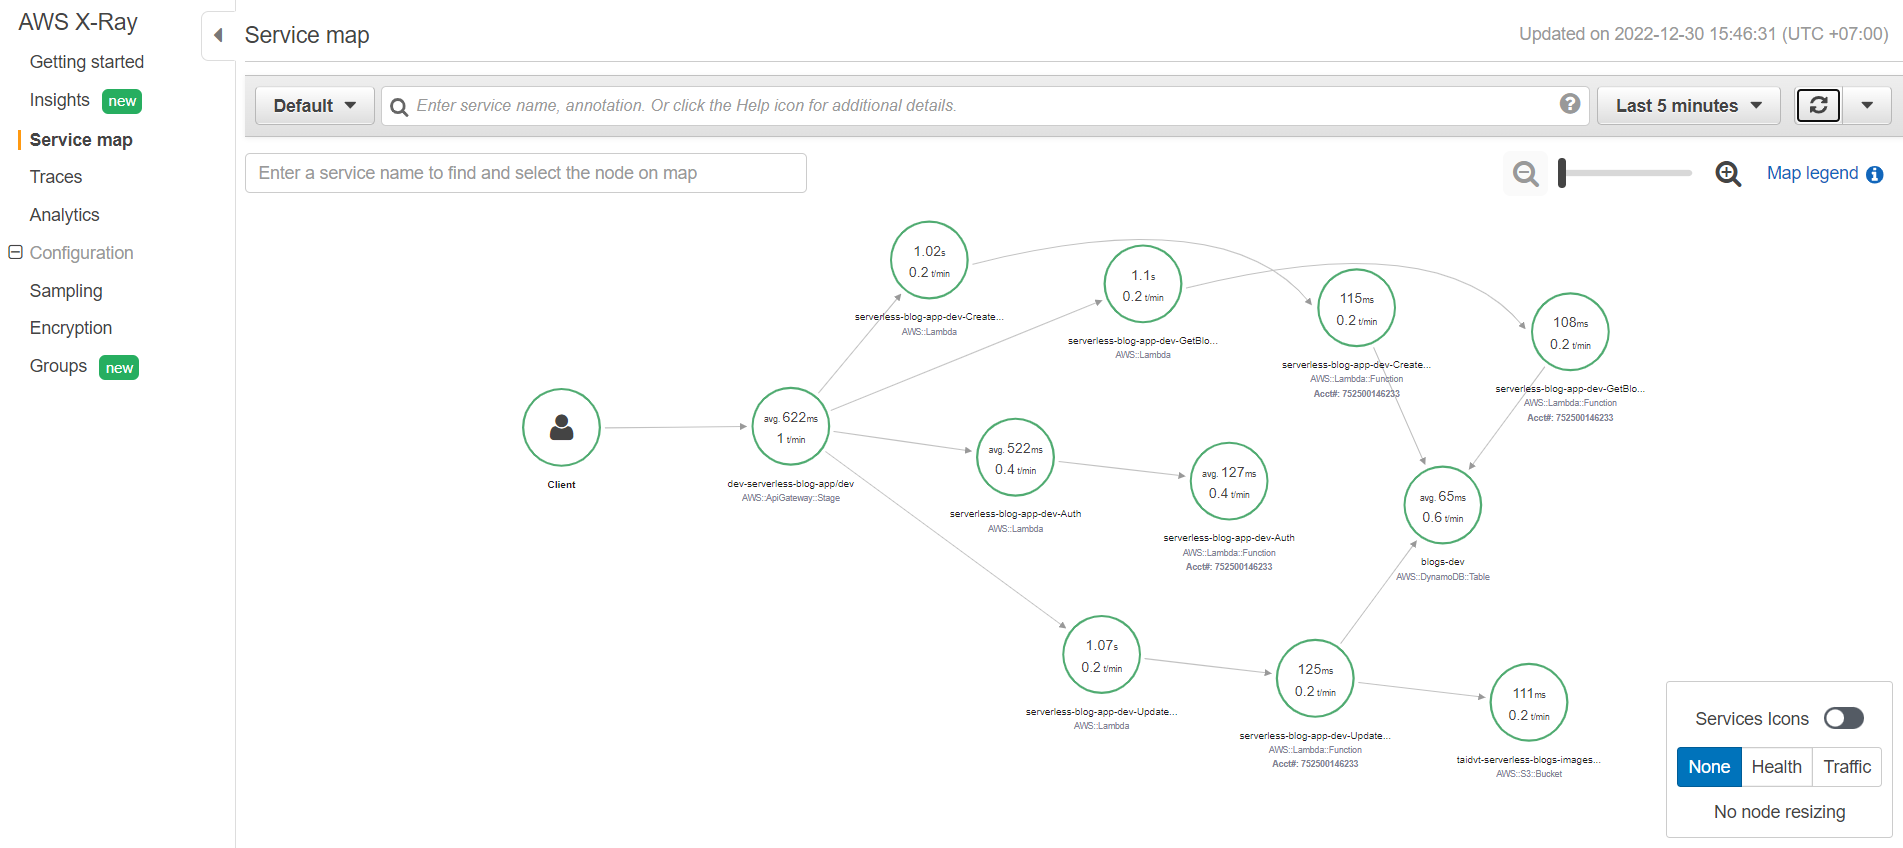 AWS X-Ray
Getting started
Insights new
Service map
Traces
Analytics
Configuration
Sampling
Encryption
Groups new
Service map
Updated on 2022-12-30 15:46:31 (UTC +07:00)
Default
Enter service name, annotation. Or click the Help icon for additional details.
Last 5 minutes
Enter a service name to find and select the node on map
Map legend
1.02s
0.2 t/min
serverless-blog-app-dev-Create...
AWS::Lambda
1.1s
0.2 t/min
serverless-blog-app-dev-GetBlo...
AWS::Lambda
115ms
0.2 t/min
serverless-blog-app-dev-Create...
AWS::Lambda::Function
Acct#: 752500146233
108ms
0.2 t/min
serverless-blog-app-dev-GetBlo...
AWS::Lambda::Function
Acct#: 752500146233
Client
avg. 622ms
1 t/min
dev-serverless-blog-app/dev
AWS::ApiGateway::Stage
avg. 522ms
0.4 t/min
serverless-blog-app-dev-Auth
AWS::Lambda
avg. 127ms
0.4 t/min
serverless-blog-app-dev-Auth
AWS::Lambda::Function
Acct#: 752500146233
avg. 65ms
0.6 t/min
blogs-dev
AWS::DynamoDB::Table
1.07s
0.2 t/min
serverless-blog-app-dev-Update...
AWS::Lambda
125ms
0.2 t/min
serverless-blog-app-dev-Update...
AWS::Lambda::Function
Acct#: 752500146233
111ms
0.2 t/min
taidvt-serverless-blogs-images...
AWS::S3::Bucket
Services Icons
None Health Traffic
No node resizing